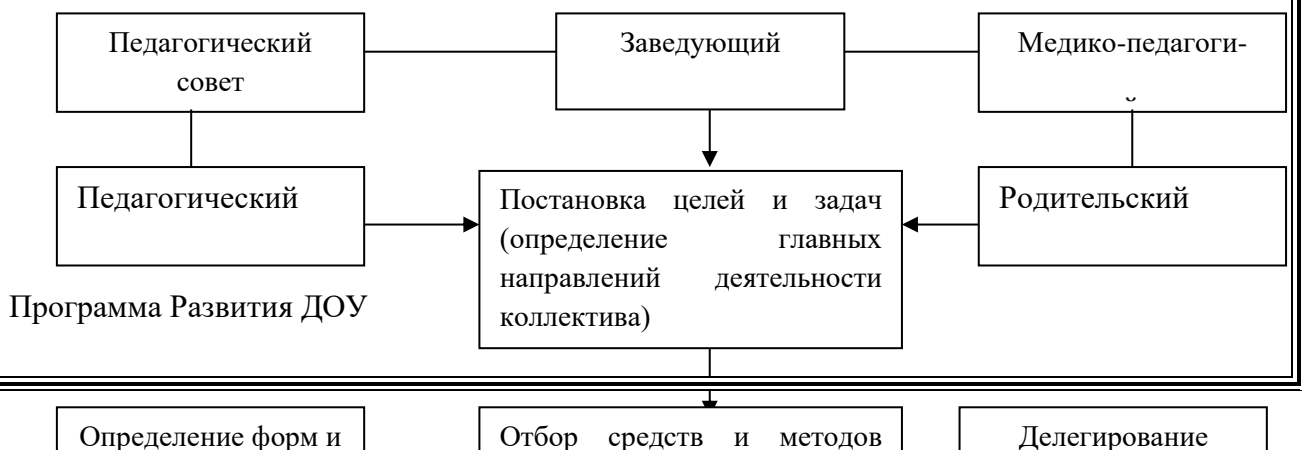 Педагогический
совет
Заведующий
Медико-педагоги-
Педагогический
Постановка целей и задач
(определение главных
направлений деятельности
коллектива)
Родительский
Программа Развития ДОУ
Определение форм и
Отбор средств и методов
Делегирование